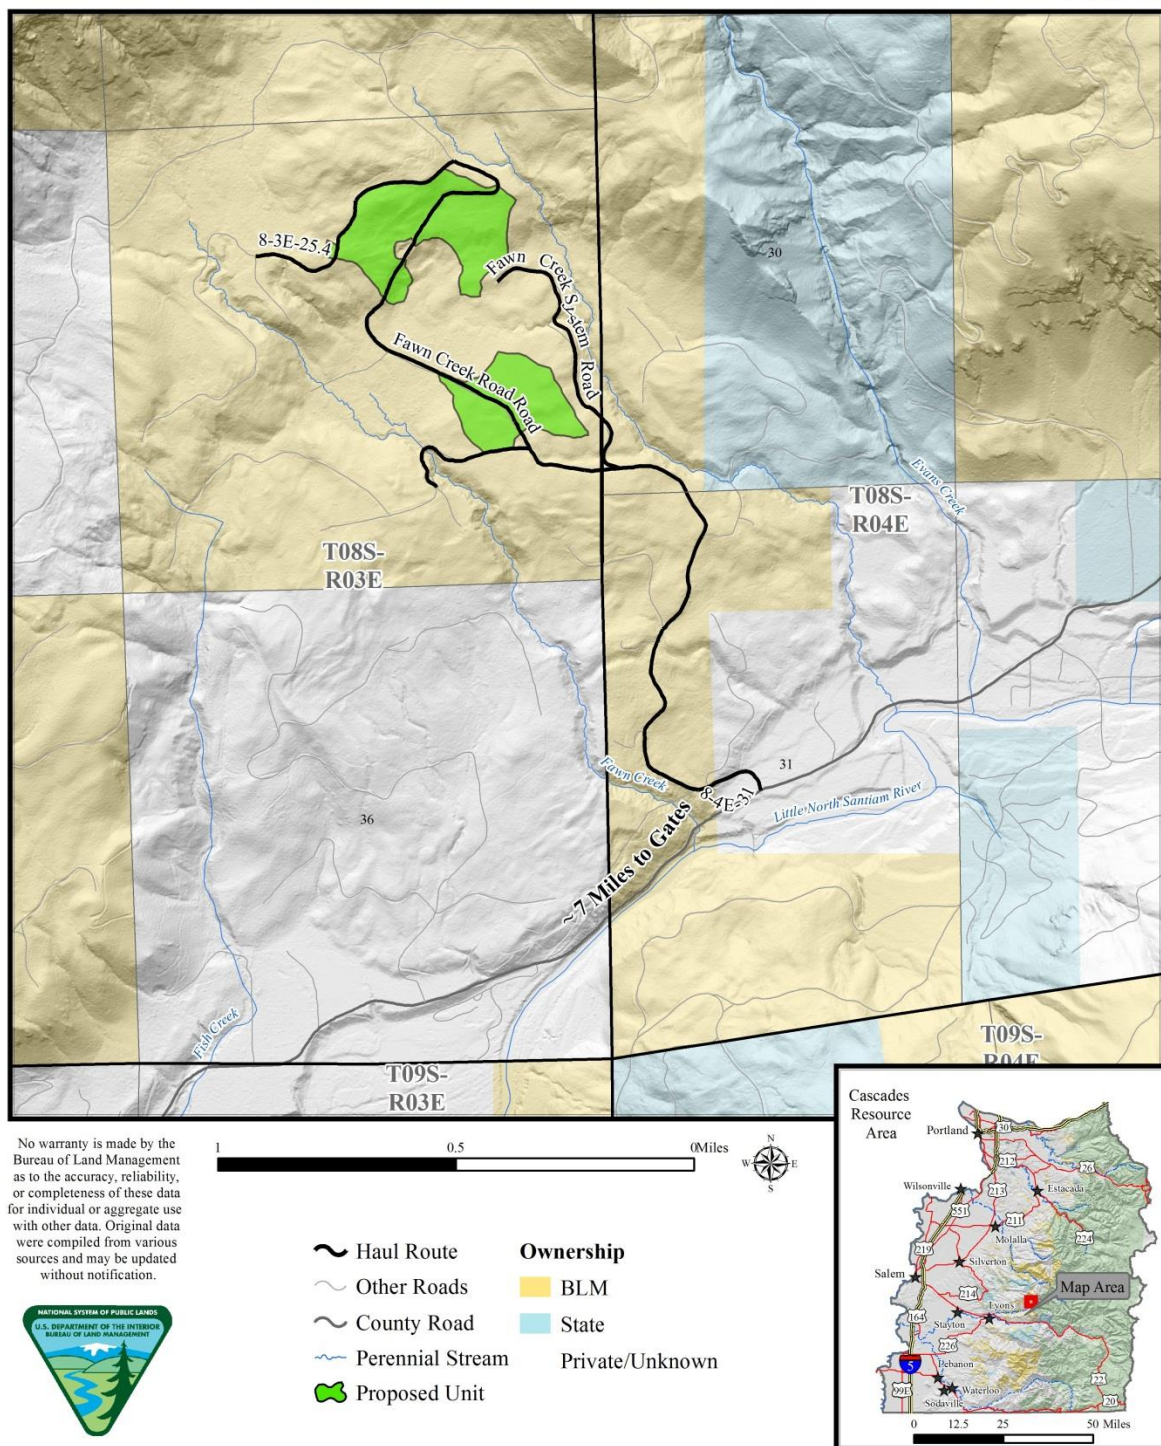 30
8-3E-25.4
Fawn Creek System Road
Fawn Creek Road Road
Evans Creek
T08S-
R04E
T08S-
R03E
31
Fawn Creek
8-4E-31
Little North Santiam River
36
~ 7 Miles to Gates
Fish Creek
T09S-
R04E
T09S-
R03E
No warranty is made by the
Bureau of Land Management
as to the accuracy, reliability,
or completeness of these data
for individual or aggregate use
with other data. Original data
were compiled from various
sources and may be updated
without notification.
1 0.5 0Miles
N
W E
S
NATIONAL SYSTEM OF PUBLIC LANDS
U.S. DEPARTMENT OF THE INTERIOR
BUREAU OF LAND MANAGEMENT
Haul Route
Other Roads
County Road
Perennial Stream
Proposed Unit
Ownership
BLM
State
Private/Unknown
Cascades
Resource
Area
Portland
30
212
26
Wilsonville
213
Estacada
551
211
Molalla
224
219
Silverton
Salem
214
Map Area
Lyons
164
Stayton
226
5
Pebanon
22
99E
Waterloo
Sodaville
20
0 12.5 25 50 Miles